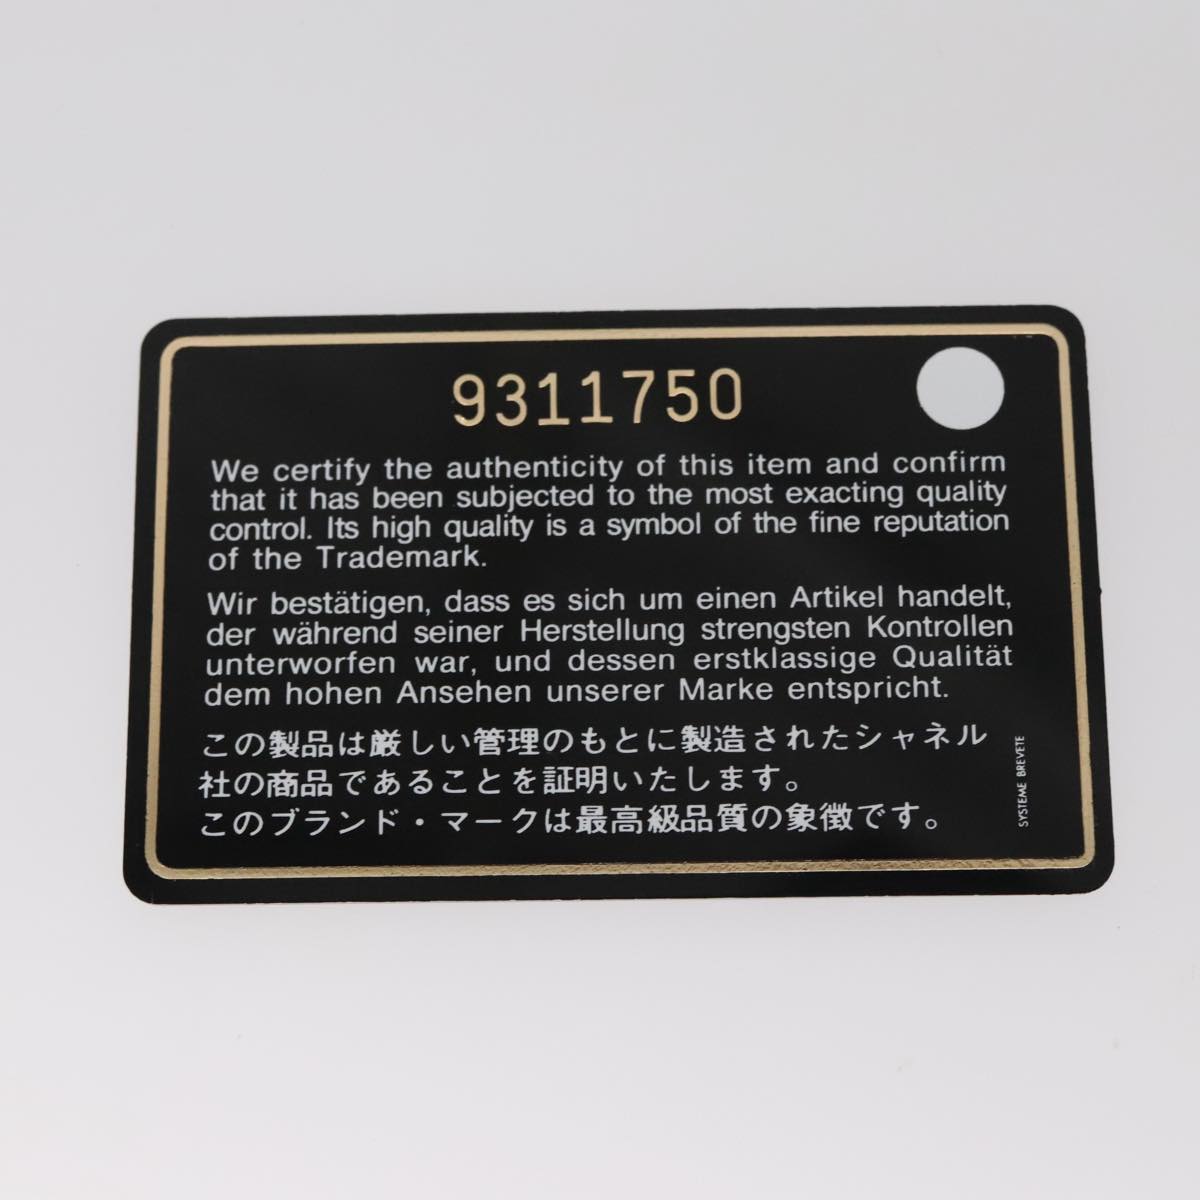 9311750
We certify the authenticity of this item and confirm
that it has been subjected to the most exacting quality
control. Its high quality is a symbol of the fine reputation
of the Trademark.
Wir bestätigen, dass es sich um einen Artikel handelt,
der während seiner Herstellung strengsten Kontrollen
unterworfen war, und dessen erstklassige Qualität
dem hohen Ansehen unserer Marke entspricht.
この製品は厳しい管理のもとに製造されたシャネル
社の商品であることを証明いたします。
このブランド・マークは最高級品質の象徴です。
SYSTEME BREVETE